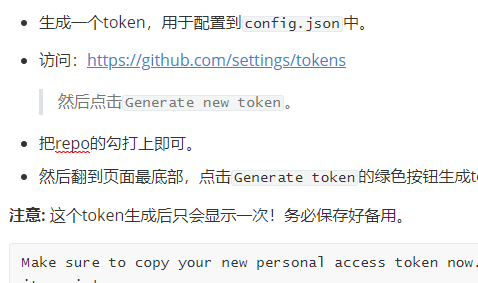 生成一个token，用于配置到config.json中。
访问：https://github.com/settings/tokens
然后点击Generate new token。
把repo的勾打上即可。
然后翻到页面最底部，点击Generate token的绿色按钮生成
注意: 这个token生成后只会显示一次！务必保存好备用。
Make sure to copy your new personal access token now.